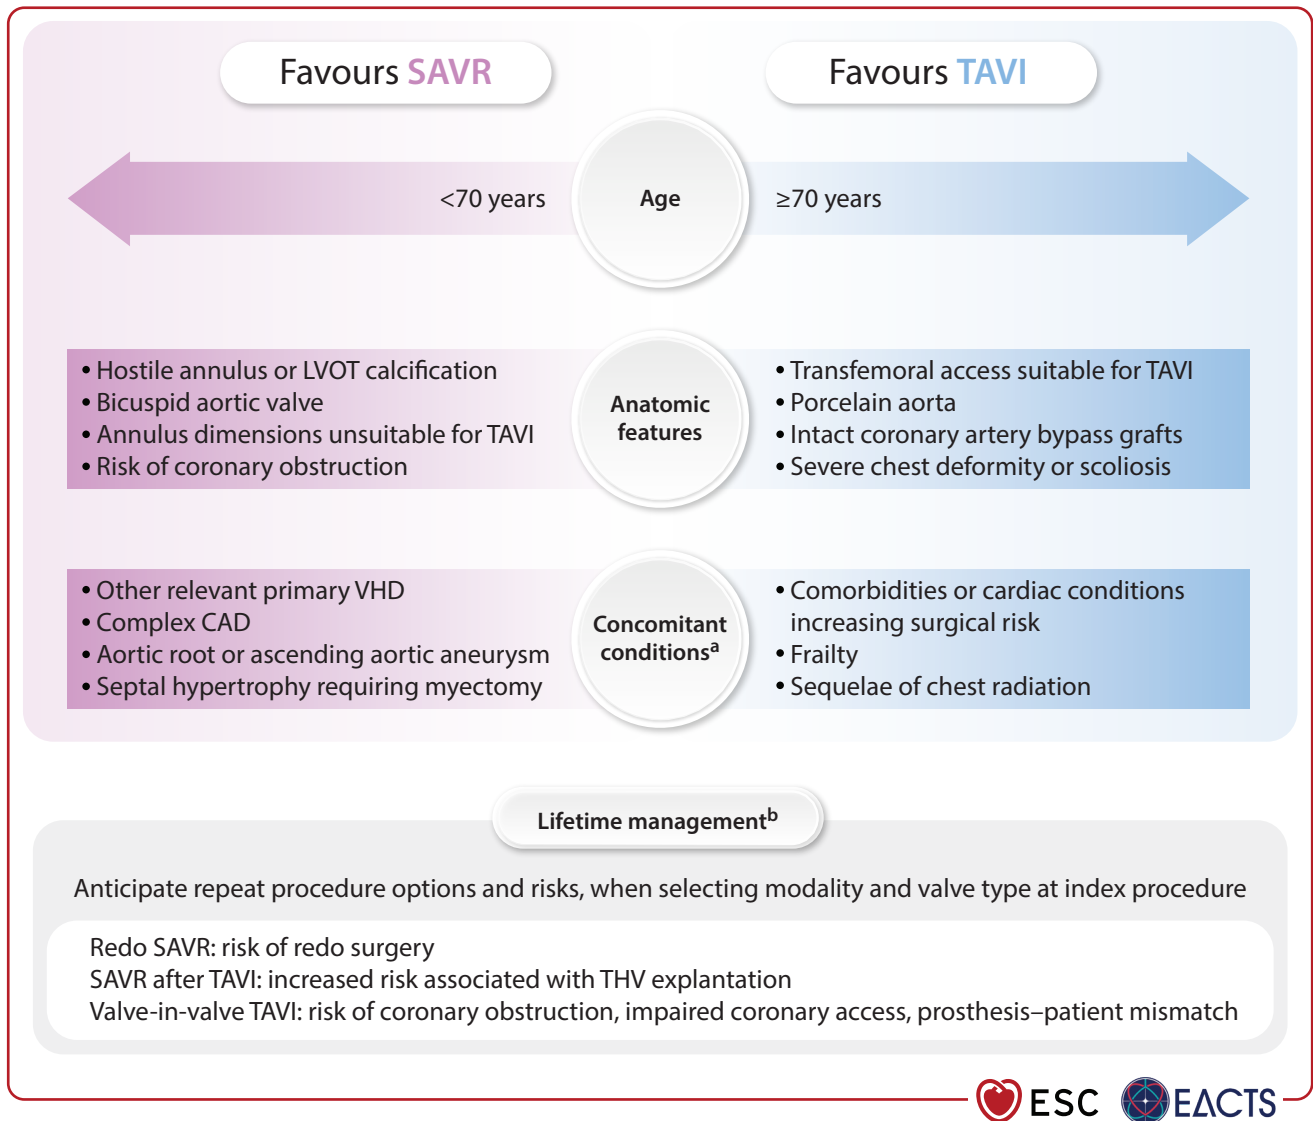 Favours SAVR
Favours TAVI
<70 years
Age
≥70 years
• Hostile annulus or LVOT calcification
• Bicuspid aortic valve
• Annulus dimensions unsuitable for TAVI
• Risk of coronary obstruction
Anatomic
features
• Transfemoral access suitable for TAVI
• Porcelain aorta
• Intact coronary artery bypass grafts
• Severe chest deformity or scoliosis
• Other relevant primary VHD
• Complex CAD
• Aortic root or ascending aortic aneurysm
• Septal hypertrophy requiring myectomy
Concomitant
conditionsᵃ
• Comorbidities or cardiac conditions
increasing surgical risk
• Frailty
• Sequelae of chest radiation
Lifetime managementᵇ
Anticipate repeat procedure options and risks, when selecting modality and valve type at index procedure
Redo SAVR: risk of redo surgery
SAVR after TAVI: increased risk associated with THV explantation
Valve-in-valve TAVI: risk of coronary obstruction, impaired coronary access, prosthesis–patient mismatch
ESC
EΔCTS